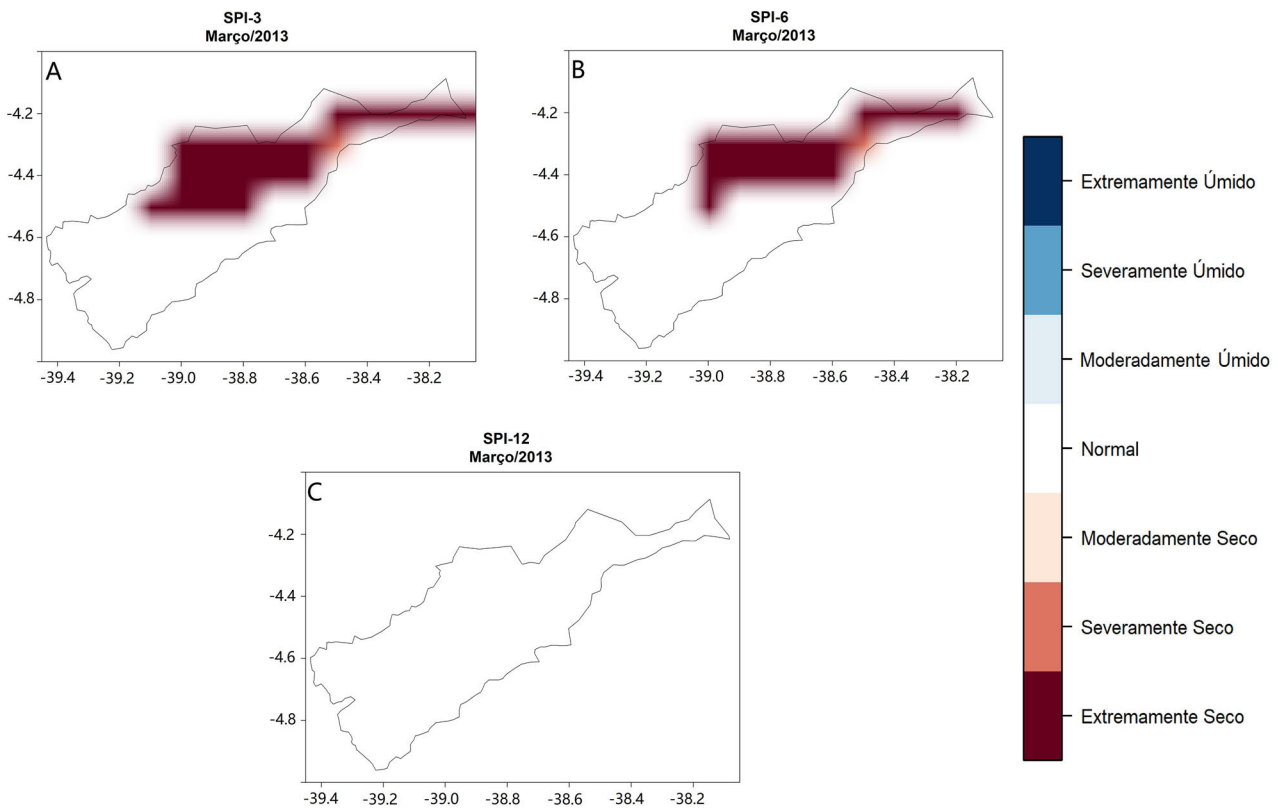 SPI-3
Março/2013
A
-4.2
-4.4
-4.6
-4.8
-39.4 -39.2 -39.0 -38.8 -38.6 -38.4 -38.2
SPI-6
Março/2013
B
-4.2
-4.4
-4.6
-4.8
-39.4 -39.2 -39.0 -38.8 -38.6 -38.4 -38.2
SPI-12
Março/2013
C
-4.2
-4.4
-4.6
-4.8
-39.4 -39.2 -39.0 -38.8 -38.6 -38.4 -38.2
Extremamente Úmido
Severamente Úmido
Moderadamente Úmido
Normal
Moderadamente Seco
Severamente Seco
Extremamente Seco